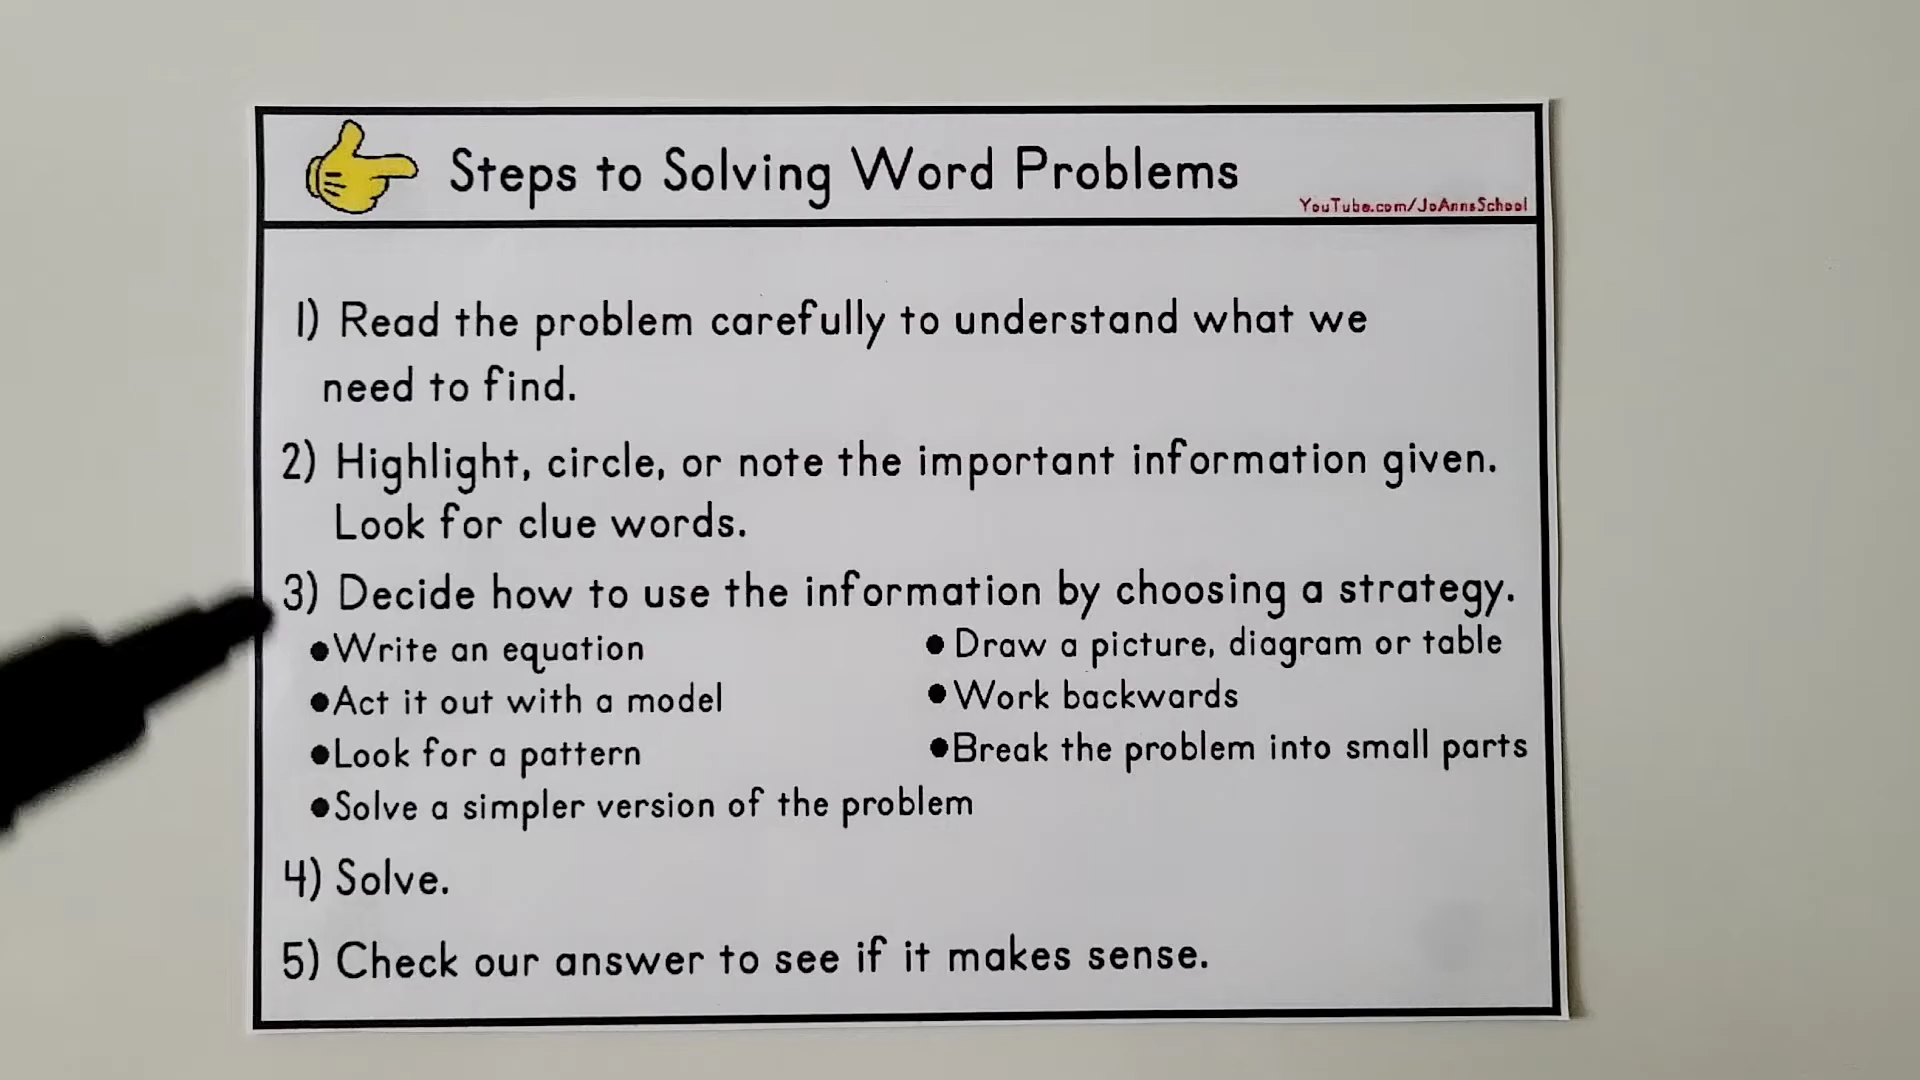 Steps to Solving Word Problems
YouTube.com/JoAnnsSchool
1) Read the problem carefully to understand what we
need to find.
2) Highlight, circle, or note the important information given.
Look for clue words.
3) Decide how to use the information by choosing a strategy.
●Write an equation
●Act it out with a model
●Look for a pattern
●Solve a simpler version of the problem
●Draw a picture, diagram or table
●Work backwards
●Break the problem into small parts
4) Solve.
5) Check our answer to see if it makes sense.